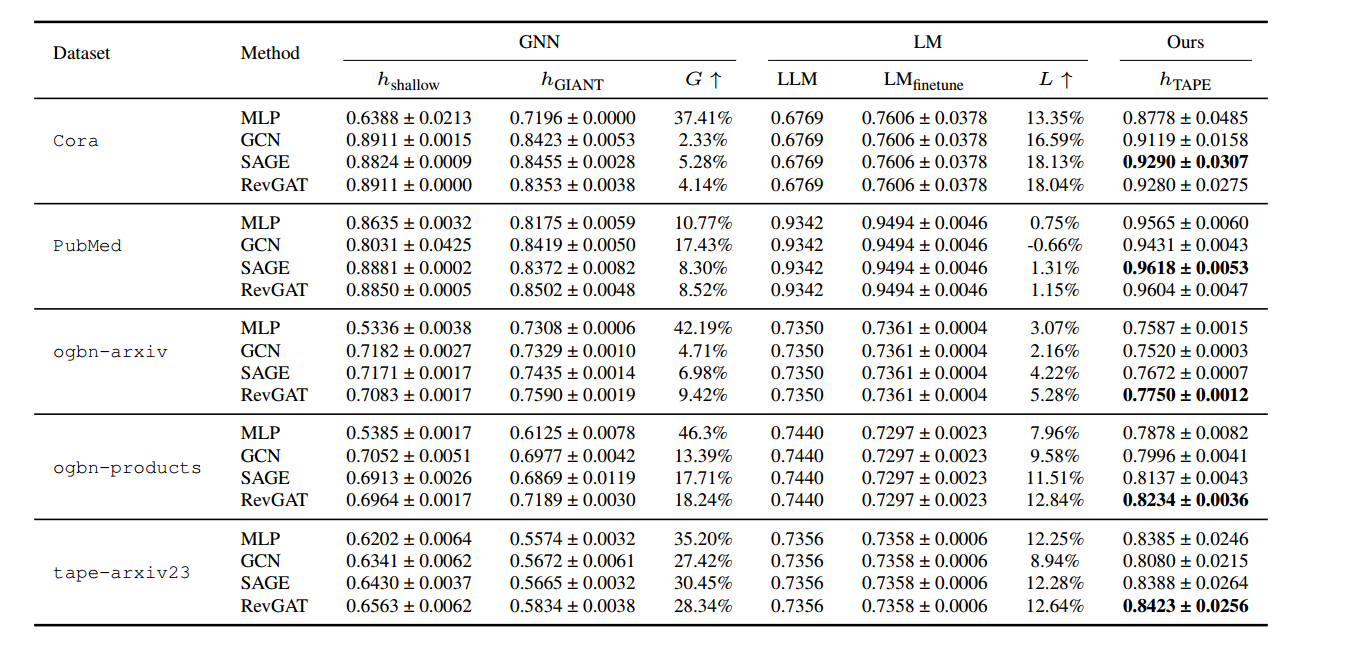 Dataset Method GNN LM Ours
h_shallow h_GIANT G ↑ LLM LM_finetune L ↑ h_TAPE
Cora
MLP 0.6388 ± 0.0213 0.7196 ± 0.0000 37.41% 0.6769 0.7606 ± 0.0378 13.35% 0.8778 ± 0.0485
GCN 0.8911 ± 0.0015 0.8423 ± 0.0053 2.33% 0.6769 0.7606 ± 0.0378 16.59% 0.9119 ± 0.0158
SAGE 0.8824 ± 0.0009 0.8455 ± 0.0028 5.28% 0.6769 0.7606 ± 0.0378 18.13% 0.9290 ± 0.0307
RevGAT 0.8911 ± 0.0000 0.8353 ± 0.0038 4.14% 0.6769 0.7606 ± 0.0378 18.04% 0.9280 ± 0.0275
PubMed
MLP 0.8635 ± 0.0032 0.8175 ± 0.0059 10.77% 0.9342 0.9494 ± 0.0046 0.75% 0.9565 ± 0.0060
GCN 0.8031 ± 0.0425 0.8419 ± 0.0050 17.43% 0.9342 0.9494 ± 0.0046 -0.66% 0.9431 ± 0.0043
SAGE 0.8881 ± 0.0002 0.8372 ± 0.0082 8.30% 0.9342 0.9494 ± 0.0046 1.31% 0.9618 ± 0.0053
RevGAT 0.8850 ± 0.0005 0.8502 ± 0.0048 8.52% 0.9342 0.9494 ± 0.0046 1.15% 0.9604 ± 0.0047
ogbn-arxiv
MLP 0.5336 ± 0.0038 0.7308 ± 0.0006 42.19% 0.7350 0.7361 ± 0.0004 3.07% 0.7587 ± 0.0015
GCN 0.7182 ± 0.0027 0.7329 ± 0.0010 4.71% 0.7350 0.7361 ± 0.0004 2.16% 0.7520 ± 0.0003
SAGE 0.7171 ± 0.0017 0.7435 ± 0.0014 6.98% 0.7350 0.7361 ± 0.0004 4.22% 0.7672 ± 0.0007
RevGAT 0.7083 ± 0.0017 0.7590 ± 0.0019 9.42% 0.7350 0.7361 ± 0.0004 5.28% 0.7750 ± 0.0012
ogbn-products
MLP 0.5385 ± 0.0017 0.6125 ± 0.0078 46.3% 0.7440 0.7297 ± 0.0023 7.96% 0.7878 ± 0.0082
GCN 0.7052 ± 0.0051 0.6977 ± 0.0042 13.39% 0.7440 0.7297 ± 0.0023 9.58% 0.7996 ± 0.0041
SAGE 0.6913 ± 0.0026 0.6869 ± 0.0119 17.71% 0.7440 0.7297 ± 0.0023 11.51% 0.8137 ± 0.0043
RevGAT 0.6964 ± 0.0017 0.7189 ± 0.0030 18.24% 0.7440 0.7297 ± 0.0023 12.84% 0.8234 ± 0.0036
tape-arxiv23
MLP 0.6202 ± 0.0064 0.5574 ± 0.0032 35.20% 0.7356 0.7358 ± 0.0006 12.25% 0.8385 ± 0.0246
GCN 0.6341 ± 0.0062 0.5672 ± 0.0061 27.42% 0.7356 0.7358 ± 0.0006 8.94% 0.8080 ± 0.0215
SAGE 0.6430 ± 0.0037 0.5665 ± 0.0032 30.45% 0.7356 0.7358 ± 0.0006 12.28% 0.8388 ± 0.0264
RevGAT 0.6563 ± 0.0062 0.5834 ± 0.0038 28.34% 0.7356 0.7358 ± 0.0006 12.64% 0.8423 ± 0.0256